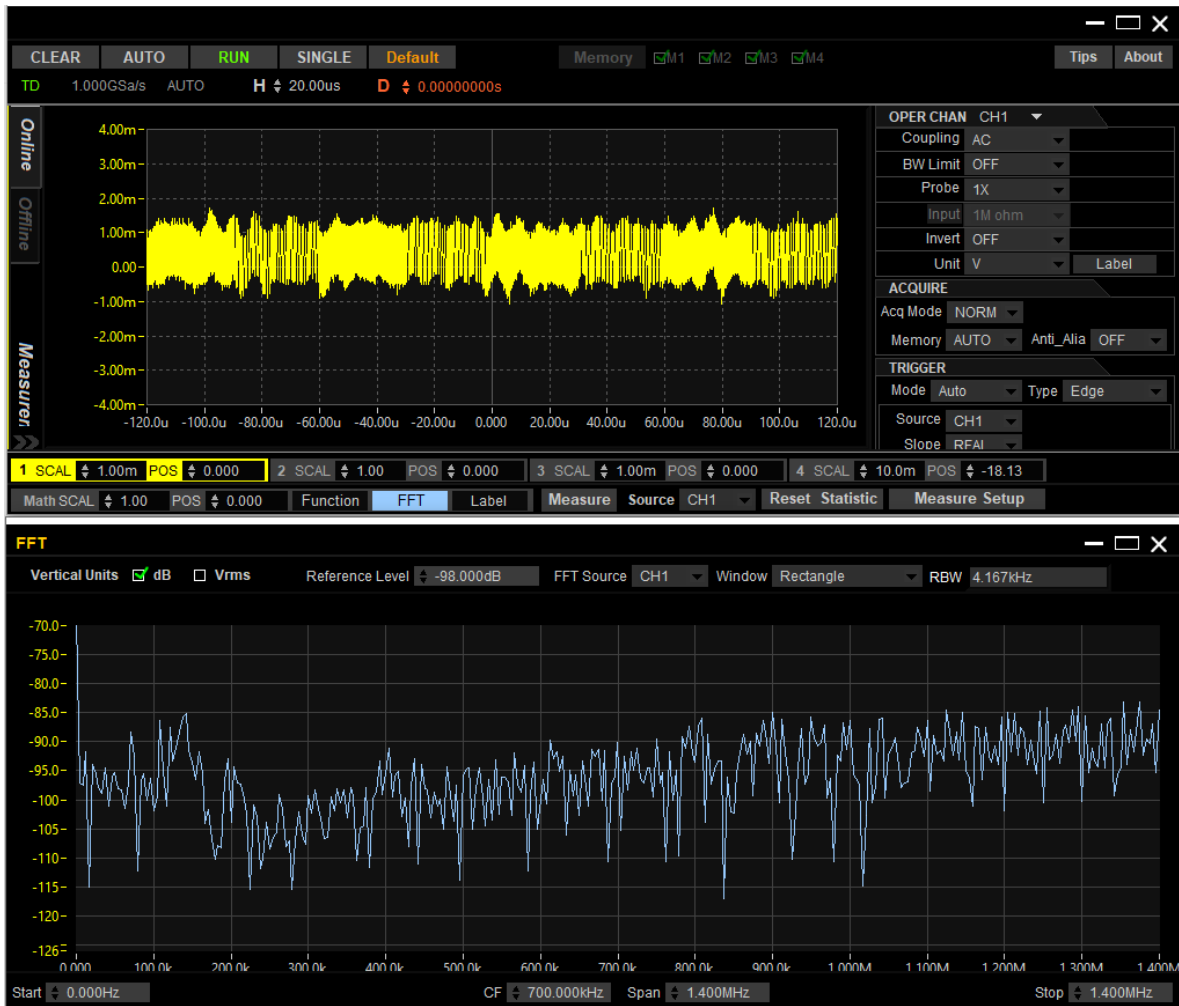 CLEAR AUTO RUN SINGLE Default Memory M1 M2 M3 M4 Tips About
TD 1.000GSa/s AUTO H 20.00us D 0.00000000s
Online
Offline
Measurer.
4.00m
3.00m
2.00m
1.00m
0.00
-1.00m
-2.00m
-3.00m
-4.00m
-120.0u -100.0u -80.00u -60.00u -40.00u -20.00u 0.000 20.00u 40.00u 60.00u 80.00u 100.0u 120.0u
OPER CHAN CH1
Coupling AC
BW Limit OFF
Probe 1X
Input 1M ohm
Invert OFF
Unit V Label
ACQUIRE
Acq Mode NORM
Memory AUTO Anti_Alia OFF
TRIGGER
Mode Auto Type Edge
Source CH1
Slope
1 SCAL 1.00m POS 0.000 2 SCAL 1.00 POS 0.000 3 SCAL 1.00m POS 0.000 4 SCAL 10.0m POS -18.13
Math SCAL 1.00 POS 0.000 Function FFT Label Measure Source CH1 Reset Statistic Measure Setup
FFT
Vertical Units dB Vrms Reference Level -98.000dB FFT Source CH1 Window Rectangle RBW 4.167kHz
-70.0
-75.0
-80.0
-85.0
-90.0
-95.0
-100
-105
-110
-115
-120
-126
0.000 100.0k 200.0k 300.0k 400.0k 500.0k 600.0k 700.0k 800.0k 900.0k 1.000M 1.100M 1.200M 1.300M 1.400M
Start 0.000Hz CF 700.000kHz Span 1.400MHz Stop 1.400MHz